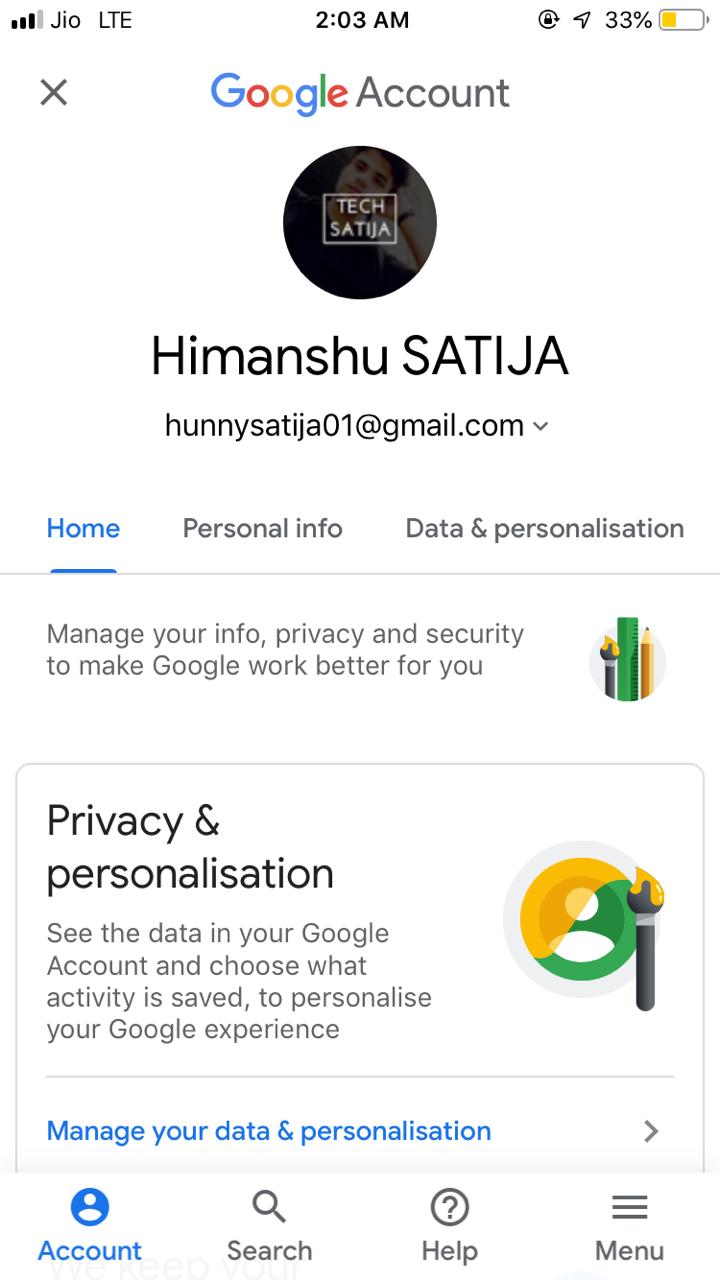 Jio LTE 2:03 AM 33%
Google Account
TECH
SATIJA
Himanshu SATIJA
hunnysatija01@gmail.com
Home Personal info Data & personalisation
Manage your info, privacy and security
to make Google work better for you
Privacy &
personalisation
See the data in your Google
Account and choose what
activity is saved, to personalise
your Google experience
Manage your data & personalisation
Account Search Help Menu
We keep your